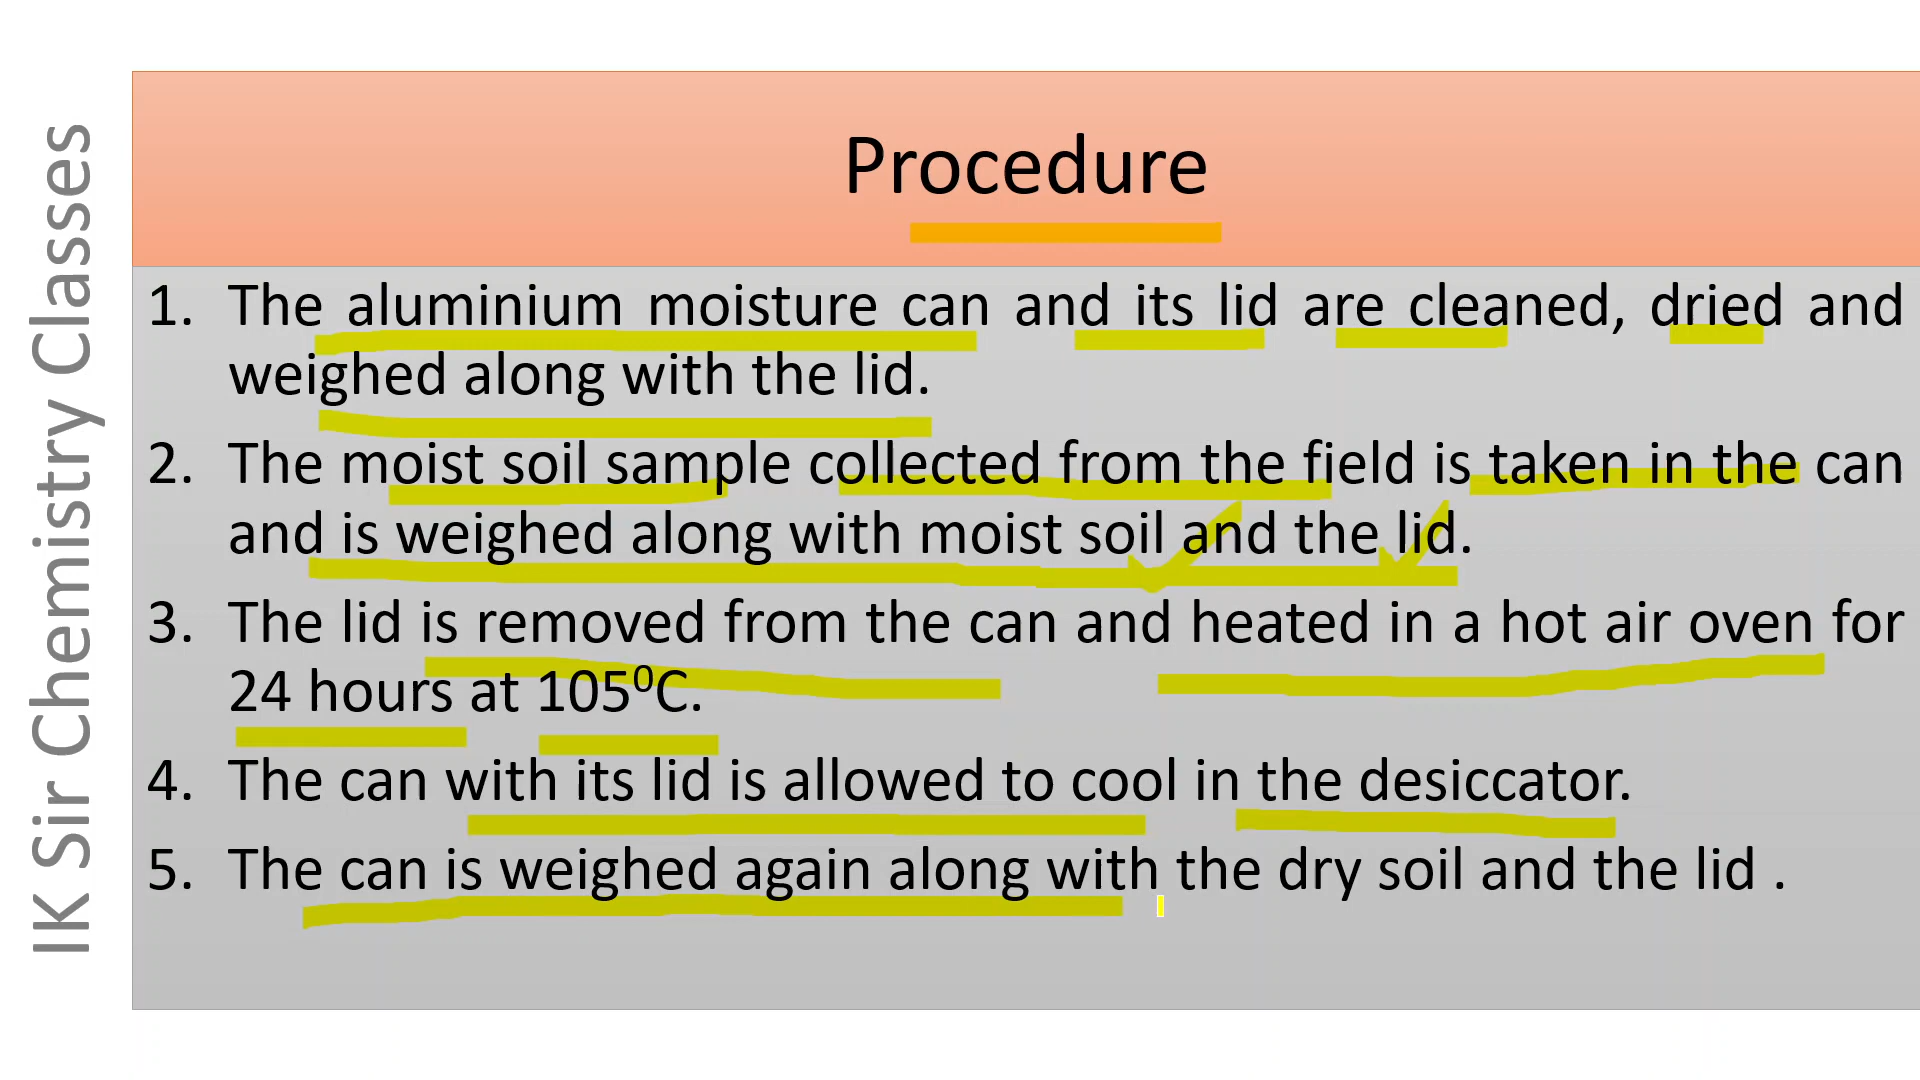 IK Sir Chemistry Classes
Procedure
1. The aluminium moisture can and its lid are cleaned, dried and
weighed along with the lid.
2. The moist soil sample collected from the field is taken in the can
and is weighed along with moist soil and the lid.
3. The lid is removed from the can and heated in a hot air oven for
24 hours at 105⁰C.
4. The can with its lid is allowed to cool in the desiccator.
5. The can is weighed again along with the dry soil and the lid .